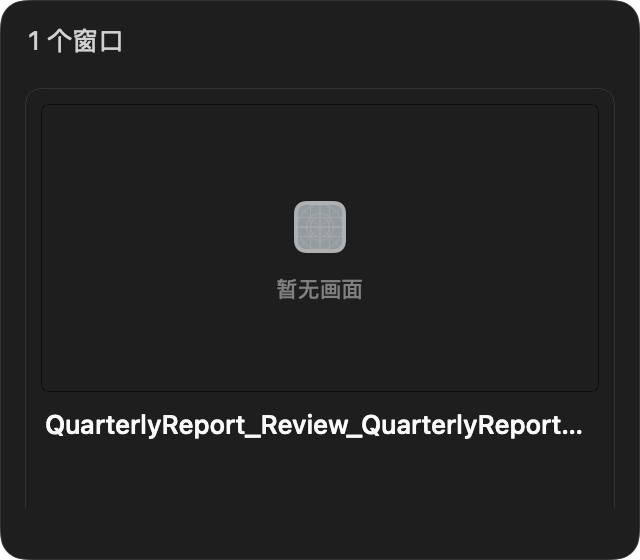 1 个窗口
暂无画面
QuarterlyReport_Review_QuarterlyReport...